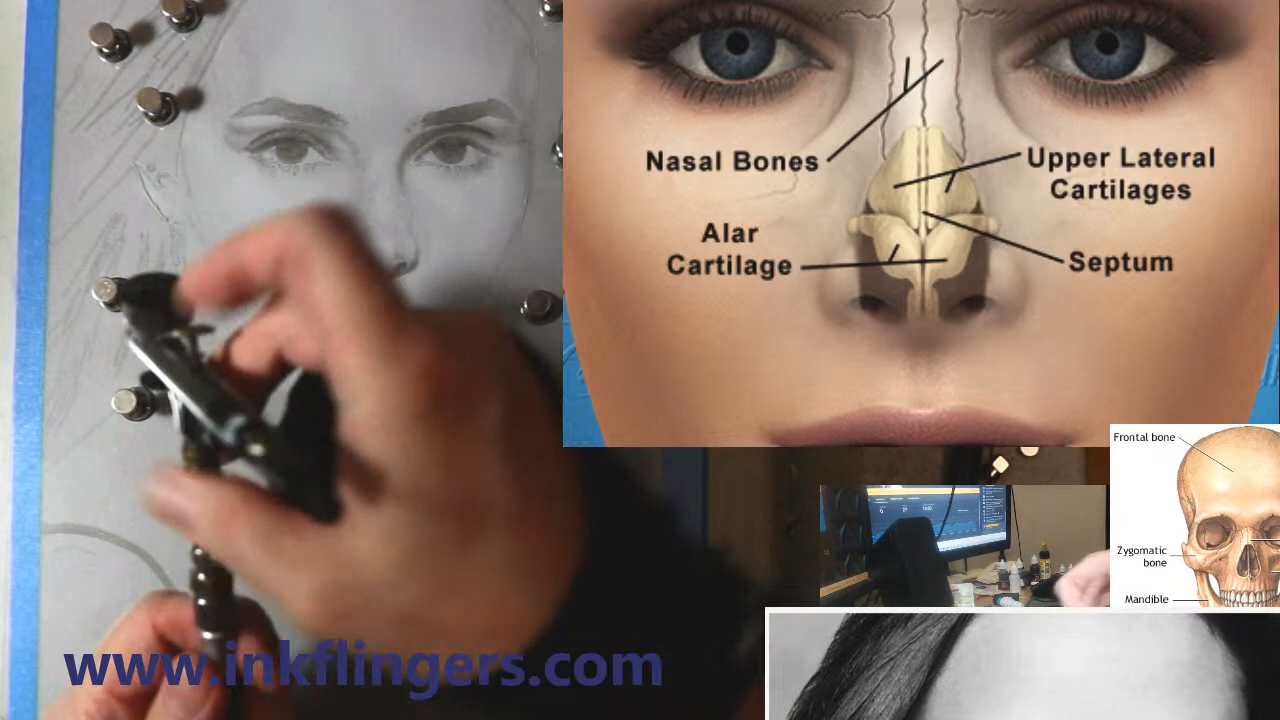 Nasal Bones
Upper Lateral
Cartilages
Alar
Cartilage
Septum
Frontal bone
Zygomatic
bone
Mandible
www.inkflingers.com